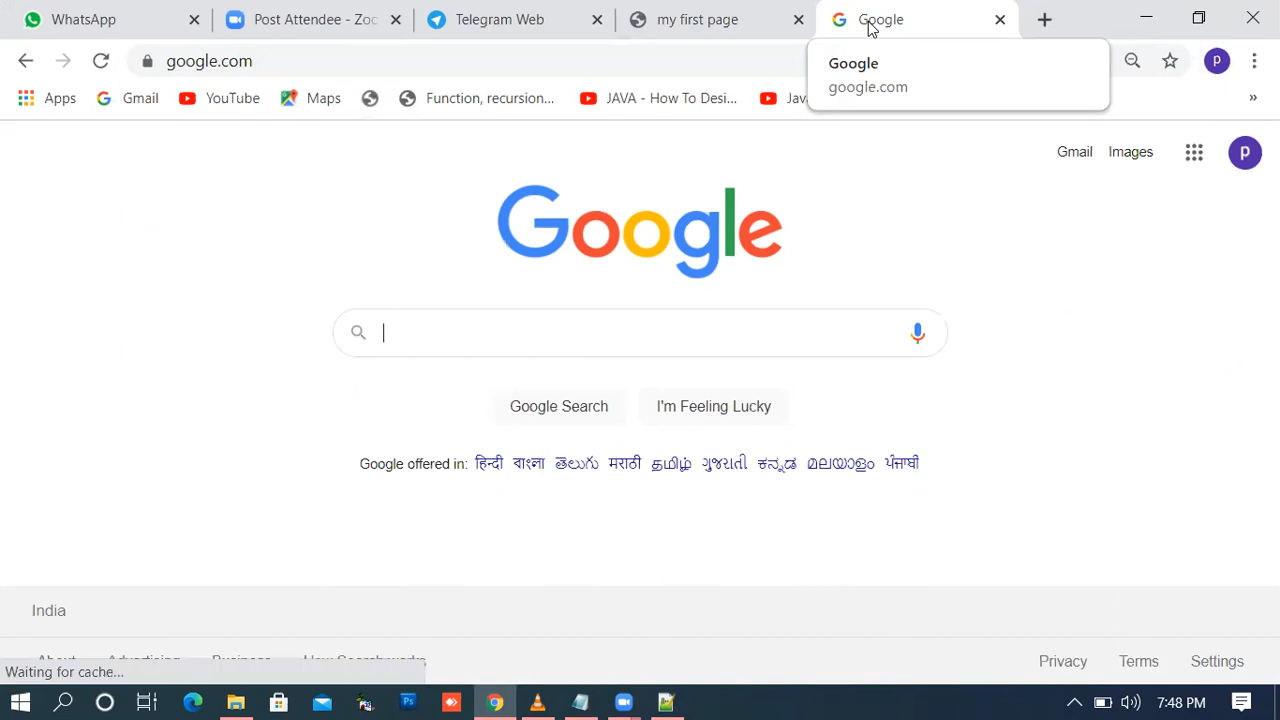 WhatsApp
Post Attendee - Zoo
Telegram Web
my first page
Google
google.com
Google
google.com
P
Apps
Gmail
YouTube
Maps
Function, recursion...
JAVA - How To Desi...
Gmail
Images
p
Google
Google Search
I'm Feeling Lucky
Google offered in: हिन्दी বাংলা తెలుగు मराठी தமிழ் ગુજરાતી ಕನ್ನಡ മലയാളം ਪੰਜਾਬੀ
India
Privacy
Terms
Settings
Waiting for cache...
Ps
7:48 PM